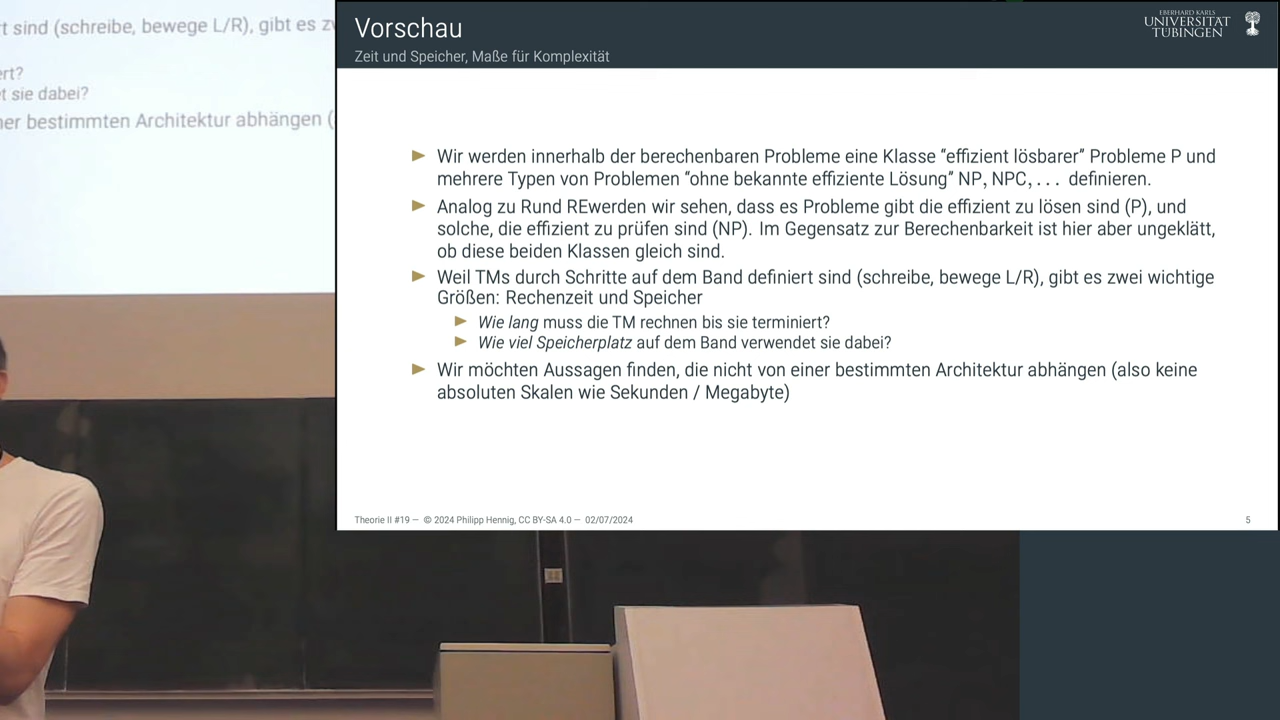 t sind (schreibe, bewege L/R), gibt es zw
ert?
t sie dabei?
ner bestimmten Architektur abhängen (
Vorschau
Zeit und Speicher, Maße für Komplexität
EBERHARD KARLS
UNIVERSITÄT
TÜBINGEN
► Wir werden innerhalb der berechenbaren Probleme eine Klasse “effizient lösbarer” Probleme P und
mehrere Typen von Problemen “ohne bekannte effiziente Lösung” NP, NPC, . . . definieren.
► Analog zu Rund REwerden wir sehen, dass es Probleme gibt die effizient zu lösen sind (P), und
solche, die effizient zu prüfen sind (NP). Im Gegensatz zur Berechenbarkeit ist hier aber ungeklätt,
ob diese beiden Klassen gleich sind.
► Weil TMs durch Schritte auf dem Band definiert sind (schreibe, bewege L/R), gibt es zwei wichtige
Größen: Rechenzeit und Speicher
► Wie lang muss die TM rechnen bis sie terminiert?
► Wie viel Speicherplatz auf dem Band verwendet sie dabei?
► Wir möchten Aussagen finden, die nicht von einer bestimmten Architektur abhängen (also keine
absoluten Skalen wie Sekunden / Megabyte)
Theorie II #19 — © 2024 Philipp Hennig, CC BY-SA 4.0 — 02/07/2024
5